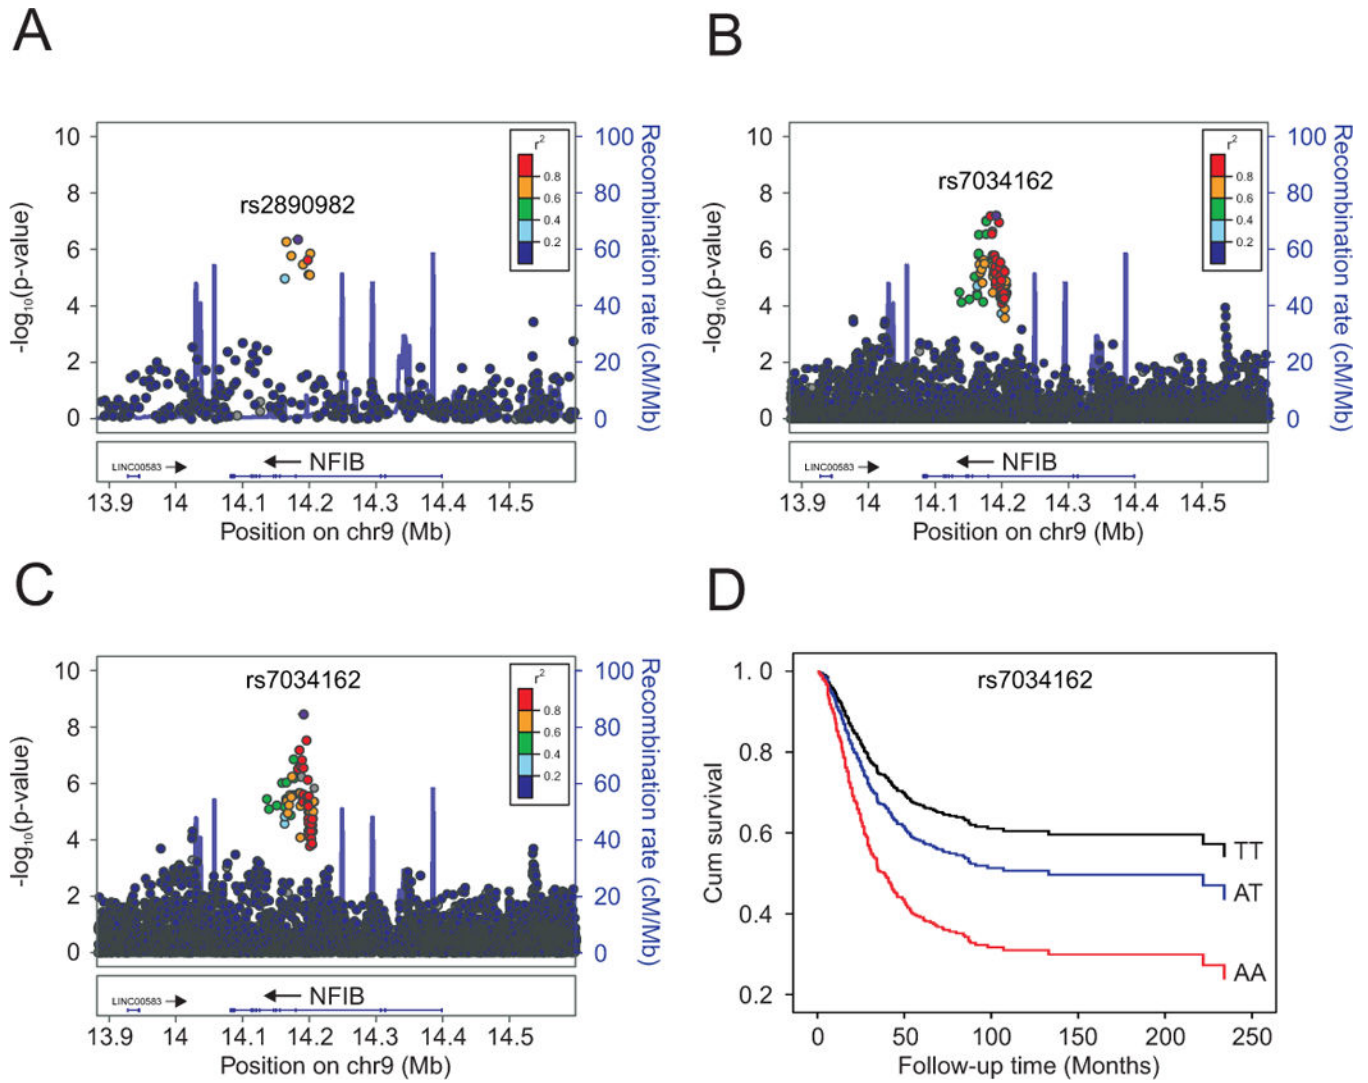 A
10
8
6
4
2
0
-log10(p-value)
rs2890982
r2
0.8
0.6
0.4
0.2
100
80
60
40
20
0
Recombination rate (cM/Mb)
LINC00583
NFIB
13.9 14 14.1 14.2 14.3 14.4 14.5
Position on chr9 (Mb)
B
10
8
6
4
2
0
-log10(p-value)
rs7034162
r2
0.8
0.6
0.4
0.2
100
80
60
40
20
0
Recombination rate (cM/Mb)
LINC00583
NFIB
13.9 14 14.1 14.2 14.3 14.4 14.5
Position on chr9 (Mb)
C
10
8
6
4
2
0
-log10(p-value)
rs7034162
r2
0.8
0.6
0.4
0.2
100
80
60
40
20
0
Recombination rate (cM/Mb)
LINC00583
NFIB
13.9 14 14.1 14.2 14.3 14.4 14.5
Position on chr9 (Mb)
D
rs7034162
1.0
0.8
0.6
0.4
0.2
Cum survival
TT
AT
AA
0 50 100 150 200 250
Follow-up time (Months)